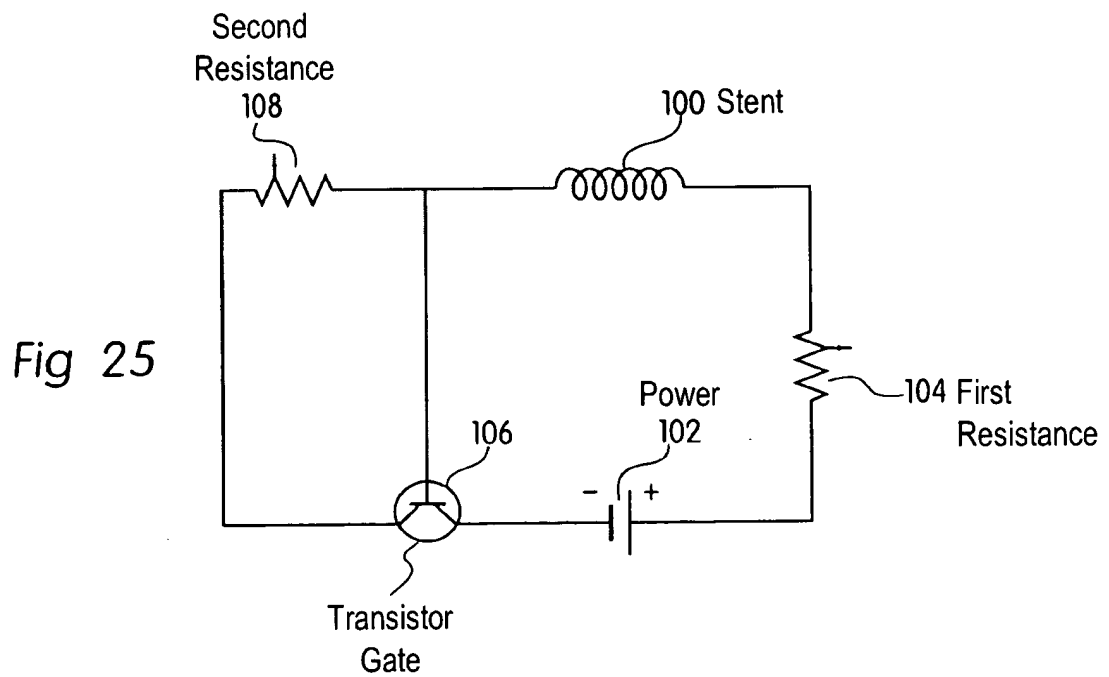 Second
Resistance
108
100 Stent
Fig 25
104 First
Resistance
Power
102
- +
106
Transistor
Gate